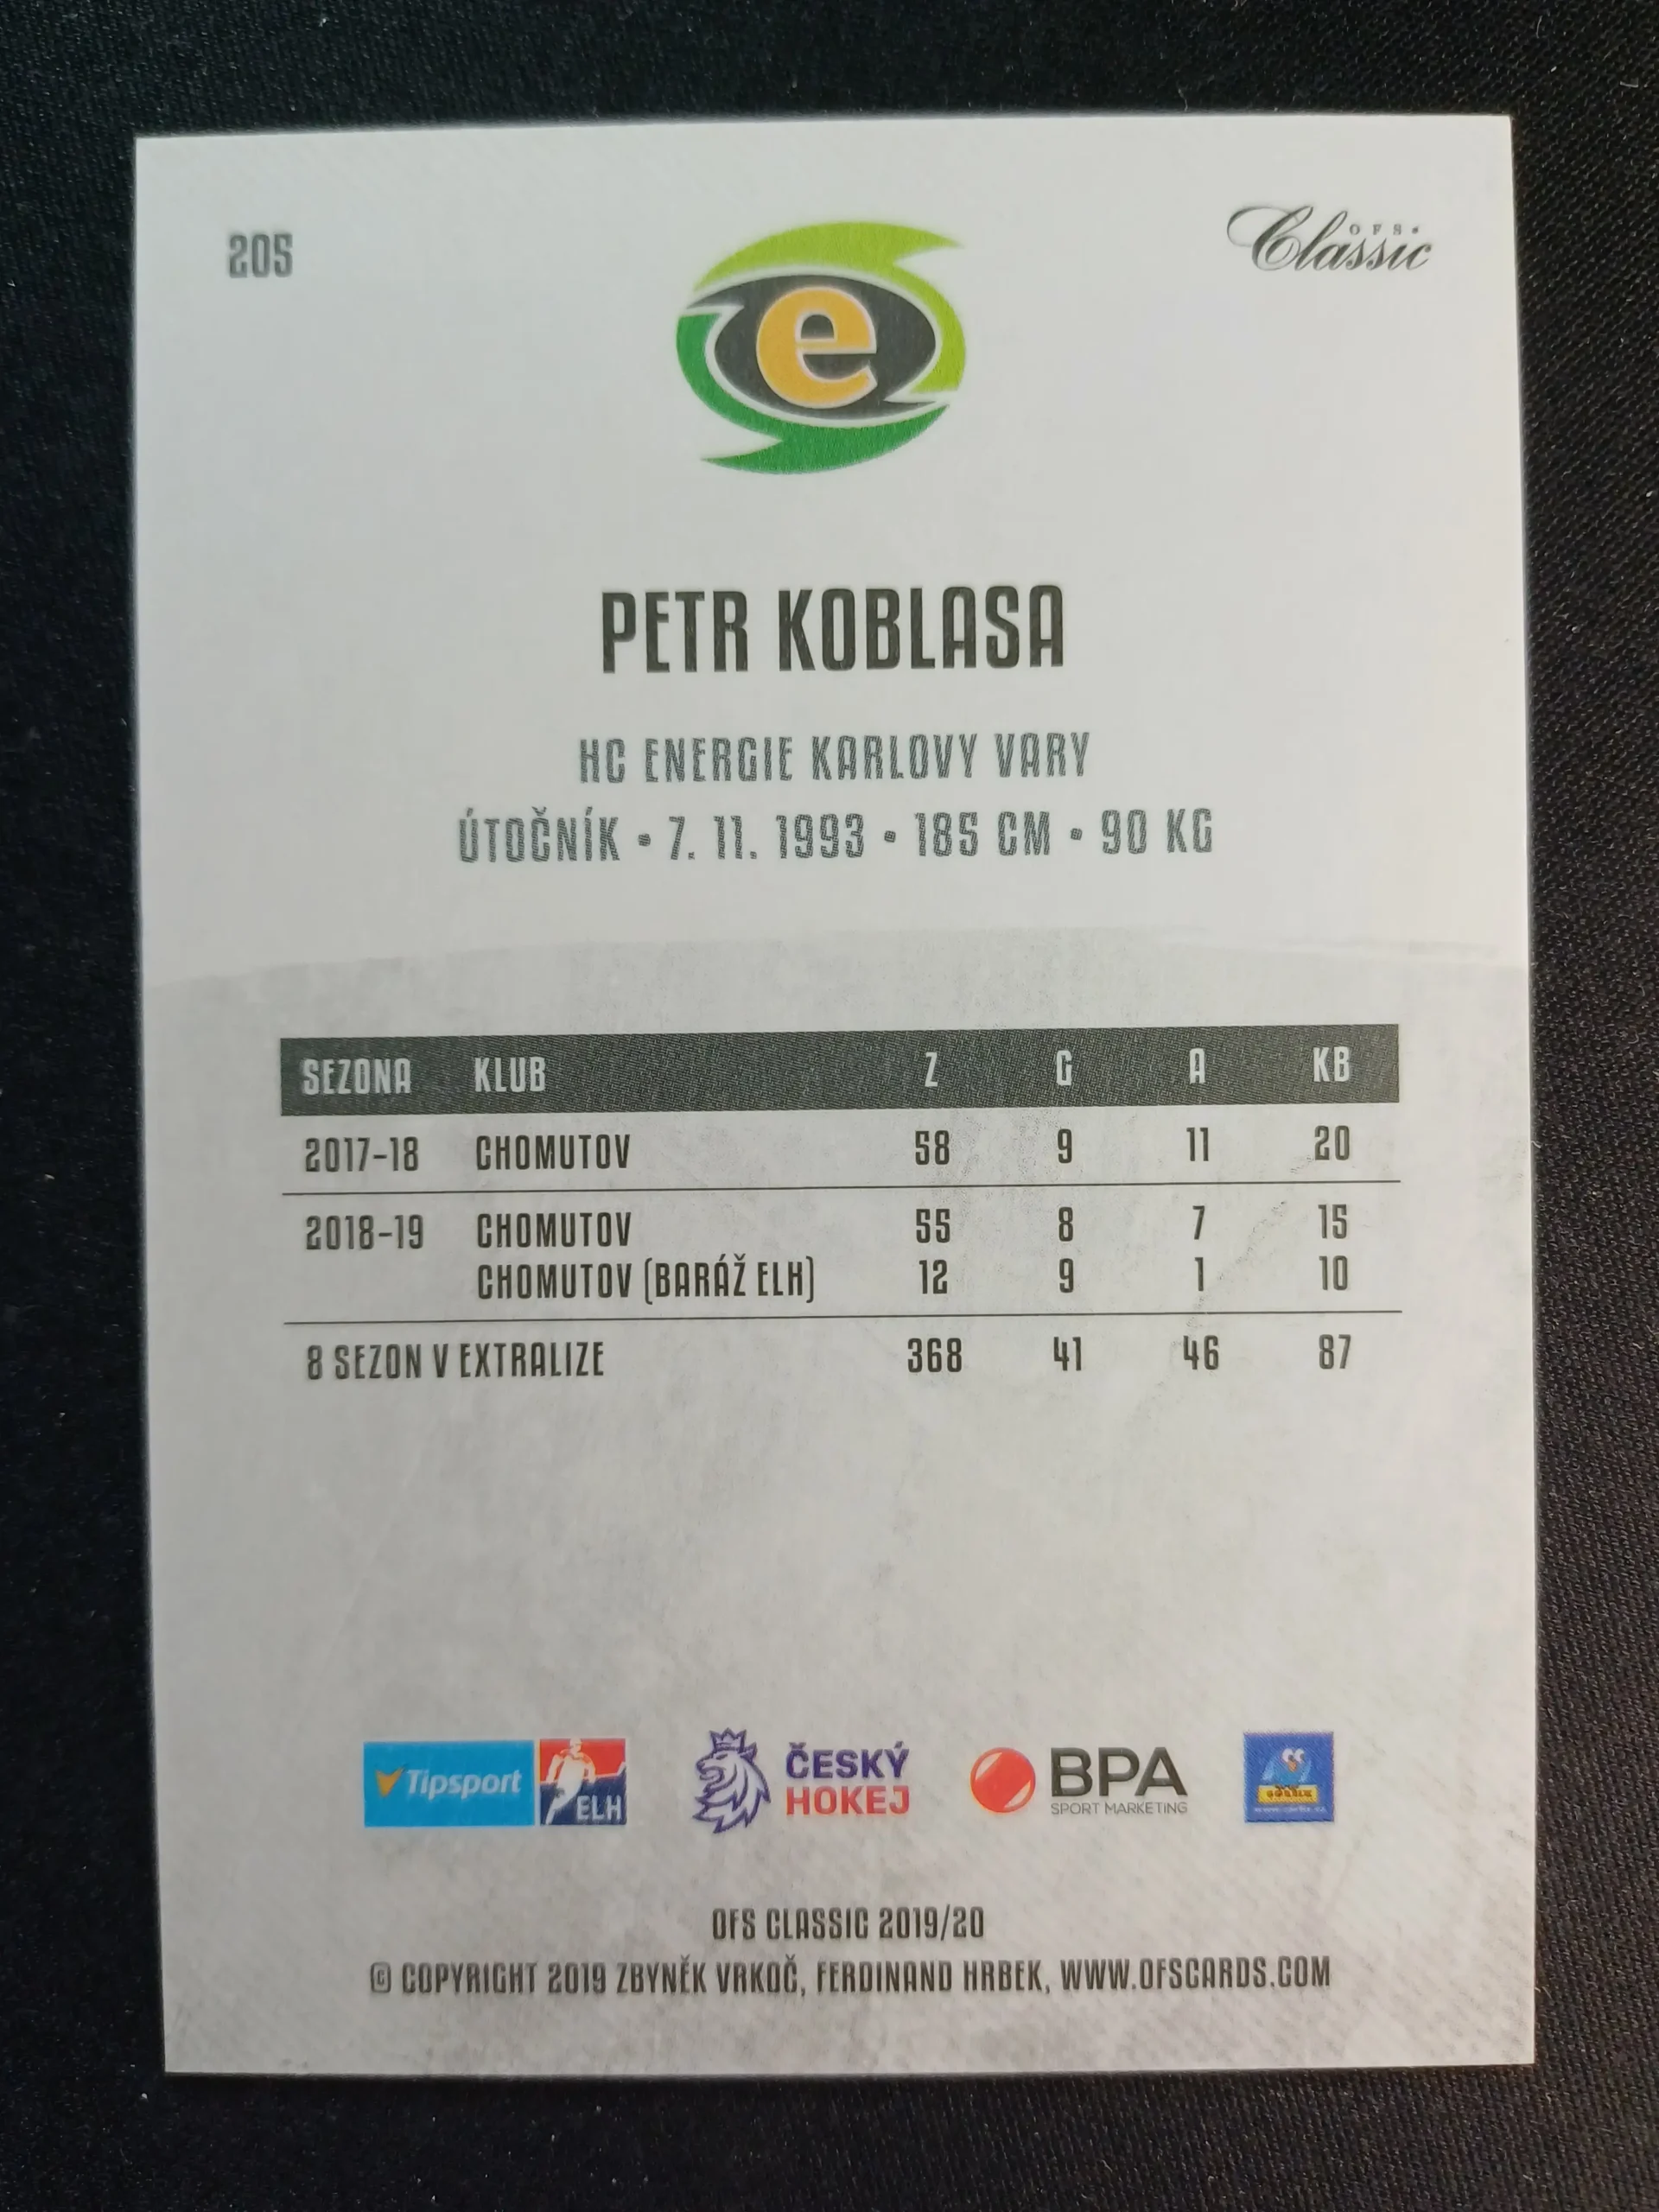 205
OFS
Classic
e
PETR KOBLASA
HC ENERGIE KARLOVY VARY
ÚTOČNÍK • 7. 11. 1993 • 185 CM • 90 KG
SEZONA KLUB Z G A KB
2017-18 CHOMUTOV 58 9 11 20
2018-19 CHOMUTOV 55 8 7 15
CHOMUTOV (BARÁŽ ELH) 12 9 1 10
8 SEZON V EXTRALIZE 368 41 46 87
Tipsport ELH
ČESKÝ HOKEJ
BPA
SPORT MARKETING
OFS CLASSIC 2019/20
© COPYRIGHT 2019 ZBYNĚK VRKOČ, FERDINAND HRBEK, WWW.OFSCARDS.COM